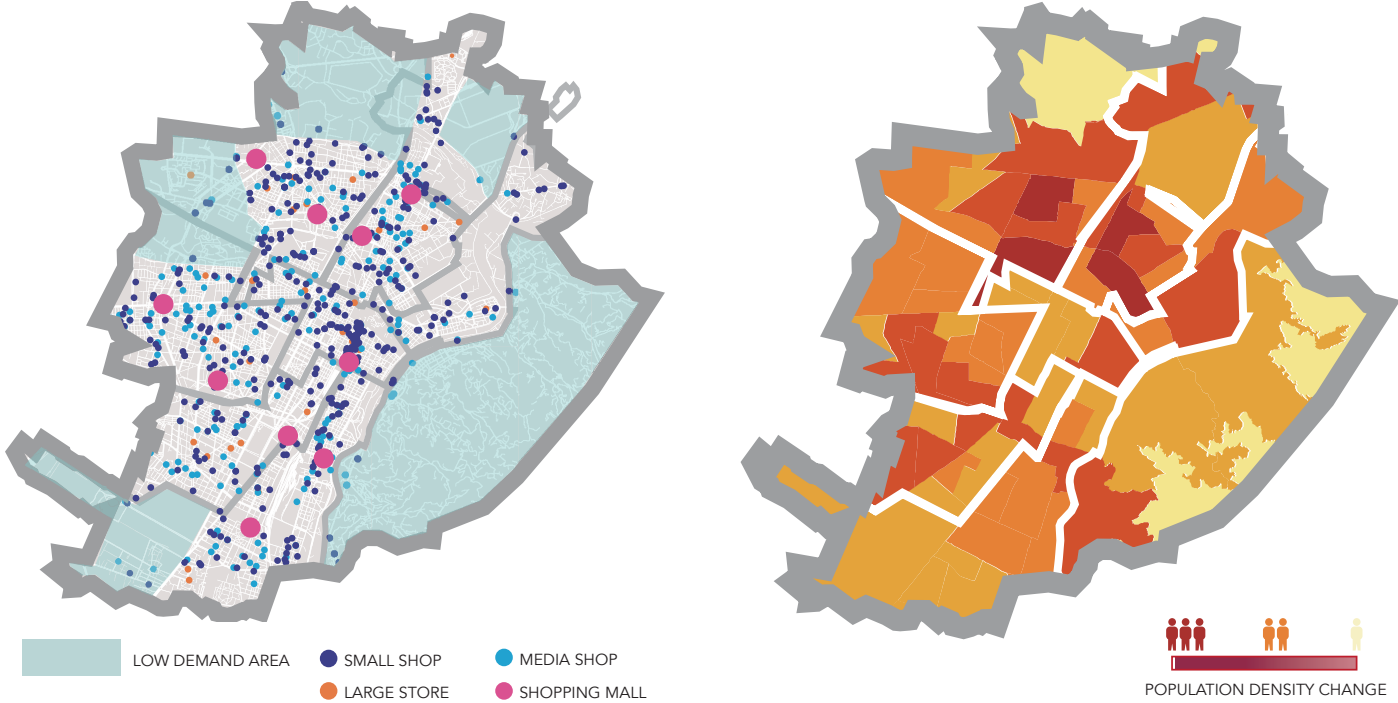 LOW DEMAND AREA
SMALL SHOP
MEDIA SHOP
LARGE STORE
SHOPPING MALL
POPULATION DENSITY CHANGE